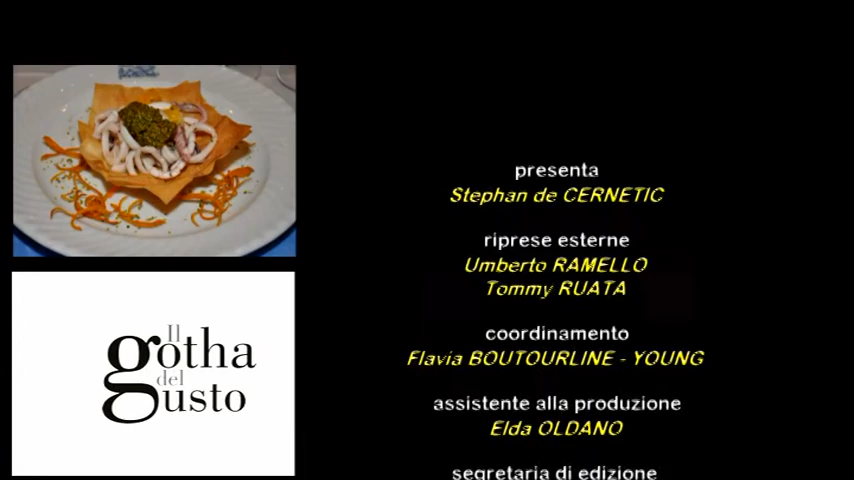 Il
gotha
del
gusto
presenta
Stephan de CERNETIC
riprese esterne
Umberto RAMELLO
Tommy RUATA
coordinamento
Flavia BOUTOURLINE - YOUNG
assistente alla produzione
Elda OLDANO
segretaria di edizione